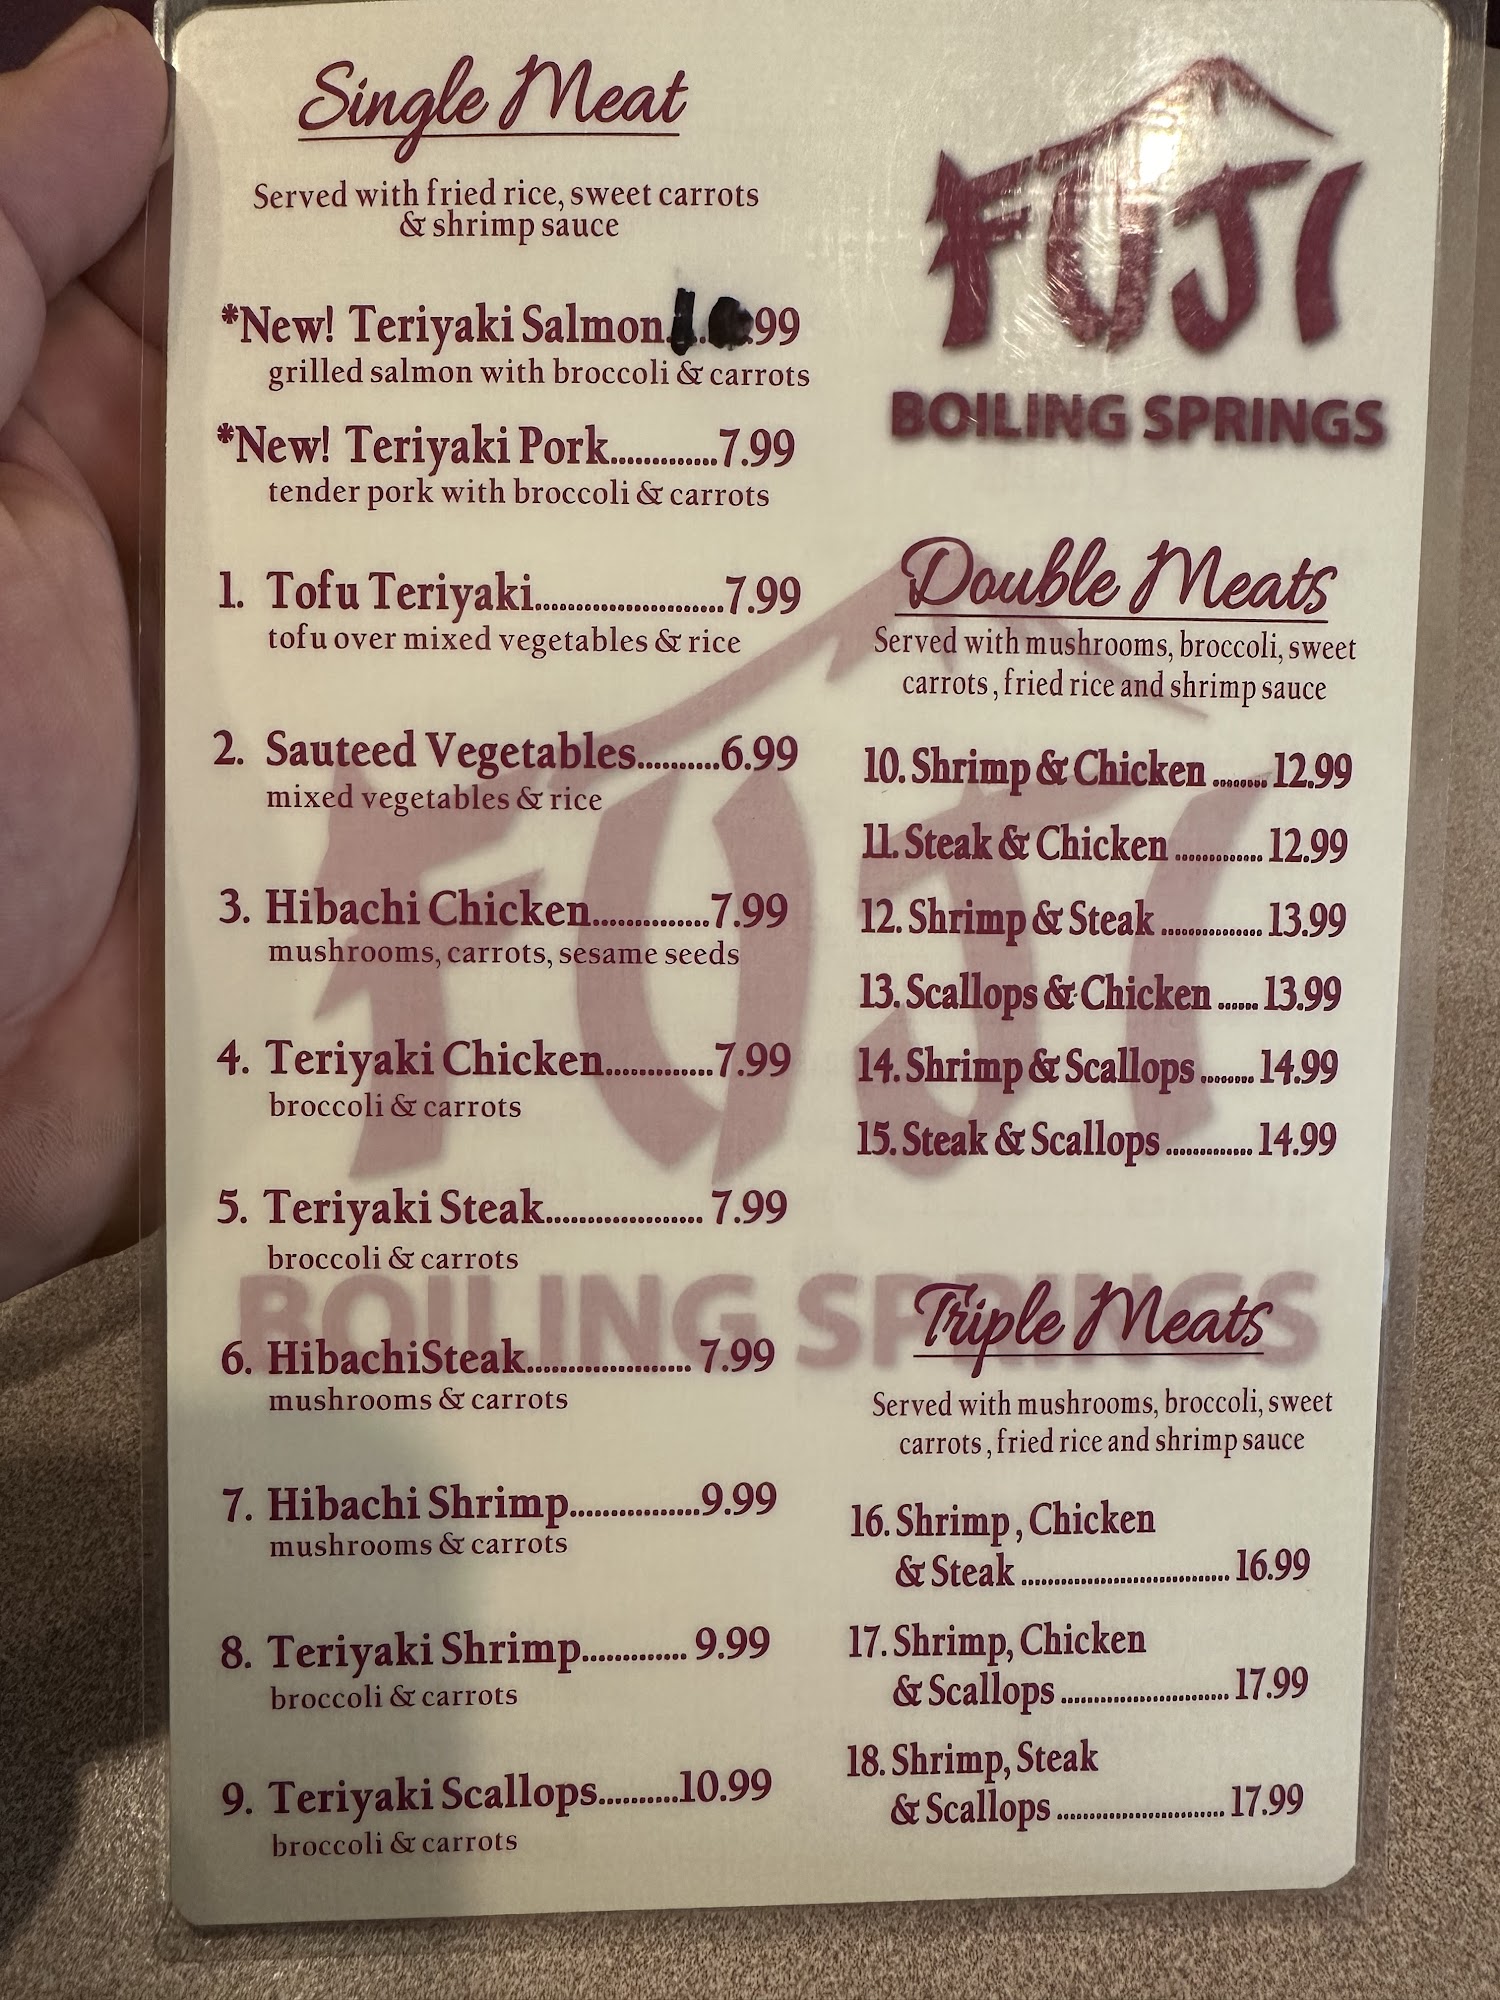 Single Meat
Served with fried rice, sweet carrots
& shrimp sauce
*New! Teriyaki Salmon .99
grilled salmon with broccoli & carrots
*New! Teriyaki Pork..............7.99
tender pork with broccoli & carrots
1. Tofu Teriyaki..........................7.99
tofu over mixed vegetables & rice
2. Sauteed Vegetables...........6.99
mixed vegetables & rice
3. Hibachi Chicken...............7.99
mushrooms, carrots, sesame seeds
4. Teriyaki Chicken..............7.99
broccoli & carrots
5. Teriyaki Steak..................... 7.99
broccoli & carrots
6. HibachiSteak...................... 7.99
mushrooms & carrots
7. Hibachi Shrimp.................9.99
mushrooms & carrots
8. Teriyaki Shrimp.............. 9.99
broccoli & carrots
9. Teriyaki Scallops...........10.99
broccoli & carrots
FUJI
BOILING SPRINGS
Double Meats
Served with mushrooms, broccoli, sweet
carrots , fried rice and shrimp sauce
10. Shrimp & Chicken ......... 12.99
11. Steak & Chicken .............. 12.99
12. Shrimp & Steak ................ 13.99
13. Scallops & Chicken ...... 13.99
14. Shrimp & Scallops ......... 14.99
15. Steak & Scallops .............. 14.99
Triple Meats
Served with mushrooms, broccoli, sweet
carrots , fried rice and shrimp sauce
16. Shrimp , Chicken
& Steak ................................. 16.99
17. Shrimp, Chicken
& Scallops ........................... 17.99
18. Shrimp, Steak
& Scallops ........................... 17.99
FUJI
BOILING SPRINGS